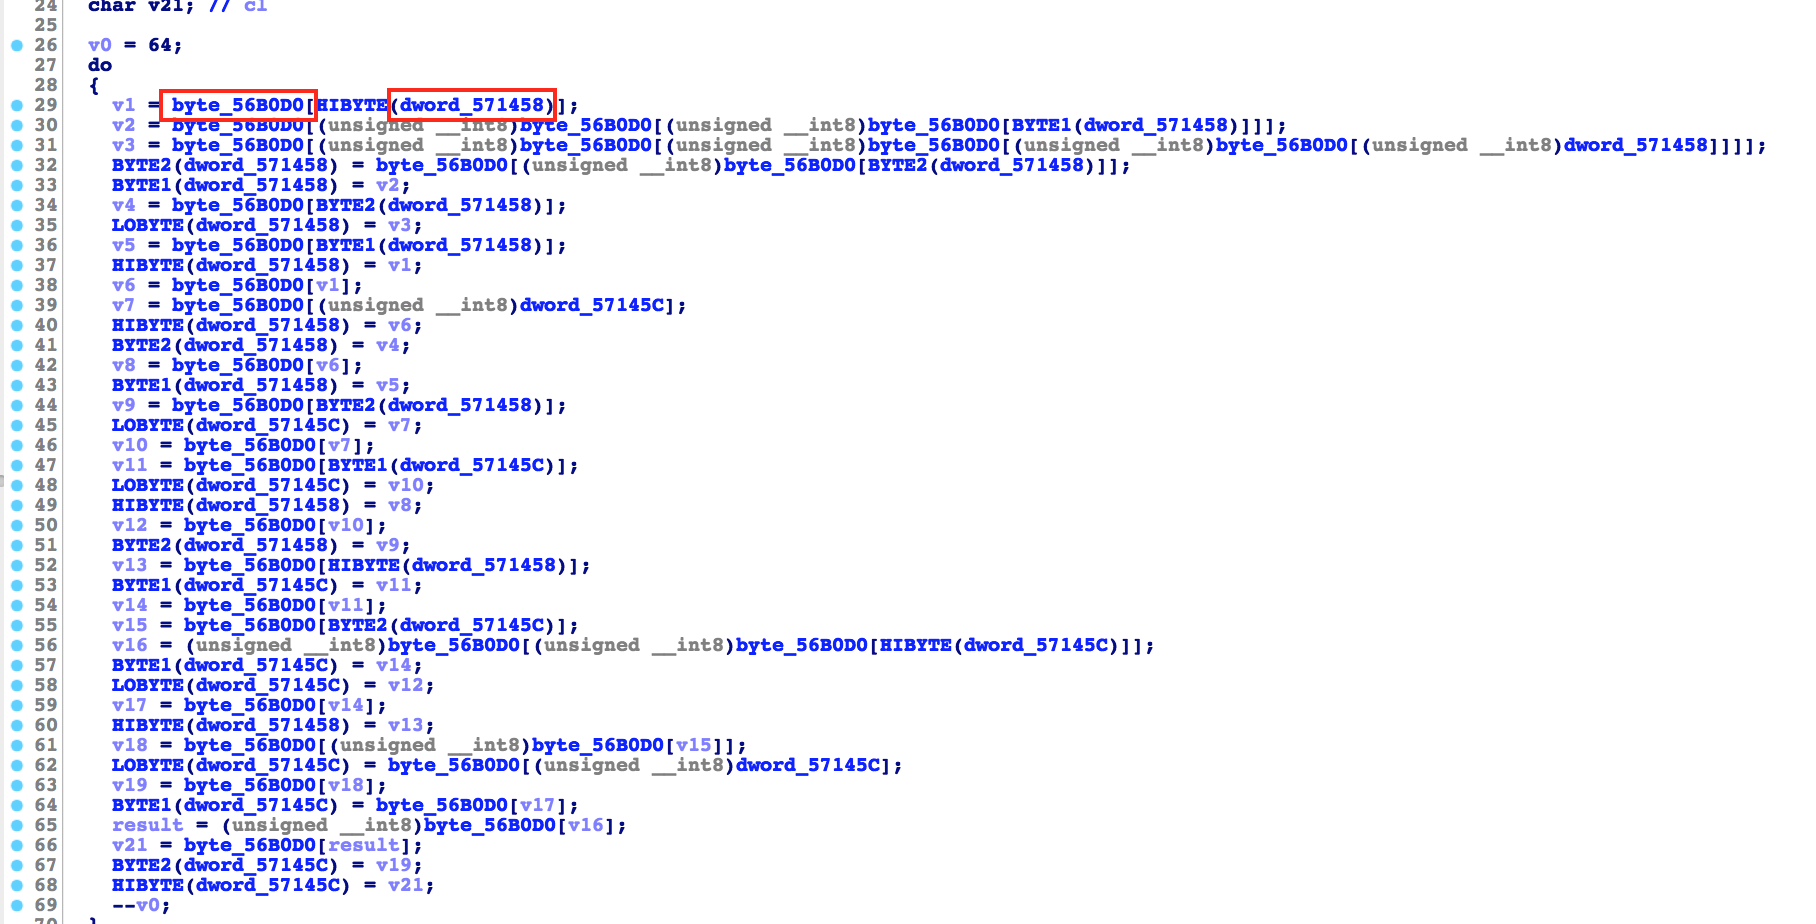 24 char v21; // cl
25
26 v0 = 64;
27 do
28 {
29 v1 = byte_56B0D0[HIBYTE(dword_571458)];
30 v2 = byte_56B0D0[(unsigned __int8)byte_56B0D0[(unsigned __int8)byte_56B0D0[BYTE1(dword_571458)]]];
31 v3 = byte_56B0D0[(unsigned __int8)byte_56B0D0[(unsigned __int8)byte_56B0D0[(unsigned __int8)byte_56B0D0[(unsigned __int8)dword_571458]]]];
32 BYTE2(dword_571458) = byte_56B0D0[(unsigned __int8)byte_56B0D0[BYTE2(dword_571458)]];
33 BYTE1(dword_571458) = v2;
34 v4 = byte_56B0D0[BYTE2(dword_571458)];
35 LOBYTE(dword_571458) = v3;
36 v5 = byte_56B0D0[BYTE1(dword_571458)];
37 HIBYTE(dword_571458) = v1;
38 v6 = byte_56B0D0[v1];
39 v7 = byte_56B0D0[(unsigned __int8)dword_57145C];
40 HIBYTE(dword_571458) = v6;
41 BYTE2(dword_571458) = v4;
42 v8 = byte_56B0D0[v6];
43 BYTE1(dword_571458) = v5;
44 v9 = byte_56B0D0[BYTE2(dword_571458)];
45 LOBYTE(dword_57145C) = v7;
46 v10 = byte_56B0D0[v7];
47 v11 = byte_56B0D0[BYTE1(dword_57145C)];
48 LOBYTE(dword_57145C) = v10;
49 HIBYTE(dword_571458) = v8;
50 v12 = byte_56B0D0[v10];
51 BYTE2(dword_571458) = v9;
52 v13 = byte_56B0D0[HIBYTE(dword_571458)];
53 BYTE1(dword_57145C) = v11;
54 v14 = byte_56B0D0[v11];
55 v15 = byte_56B0D0[BYTE2(dword_57145C)];
56 v16 = (unsigned __int8)byte_56B0D0[(unsigned __int8)byte_56B0D0[HIBYTE(dword_57145C)]];
57 BYTE1(dword_57145C) = v14;
58 LOBYTE(dword_57145C) = v12;
59 v17 = byte_56B0D0[v14];
60 HIBYTE(dword_571458) = v13;
61 v18 = byte_56B0D0[(unsigned __int8)byte_56B0D0[v15]];
62 LOBYTE(dword_57145C) = byte_56B0D0[(unsigned __int8)dword_57145C];
63 v19 = byte_56B0D0[v18];
64 BYTE1(dword_57145C) = byte_56B0D0[v17];
65 result = (unsigned __int8)byte_56B0D0[v16];
66 v21 = byte_56B0D0[result];
67 BYTE2(dword_57145C) = v19;
68 HIBYTE(dword_57145C) = v21;
69 --v0;
70 }